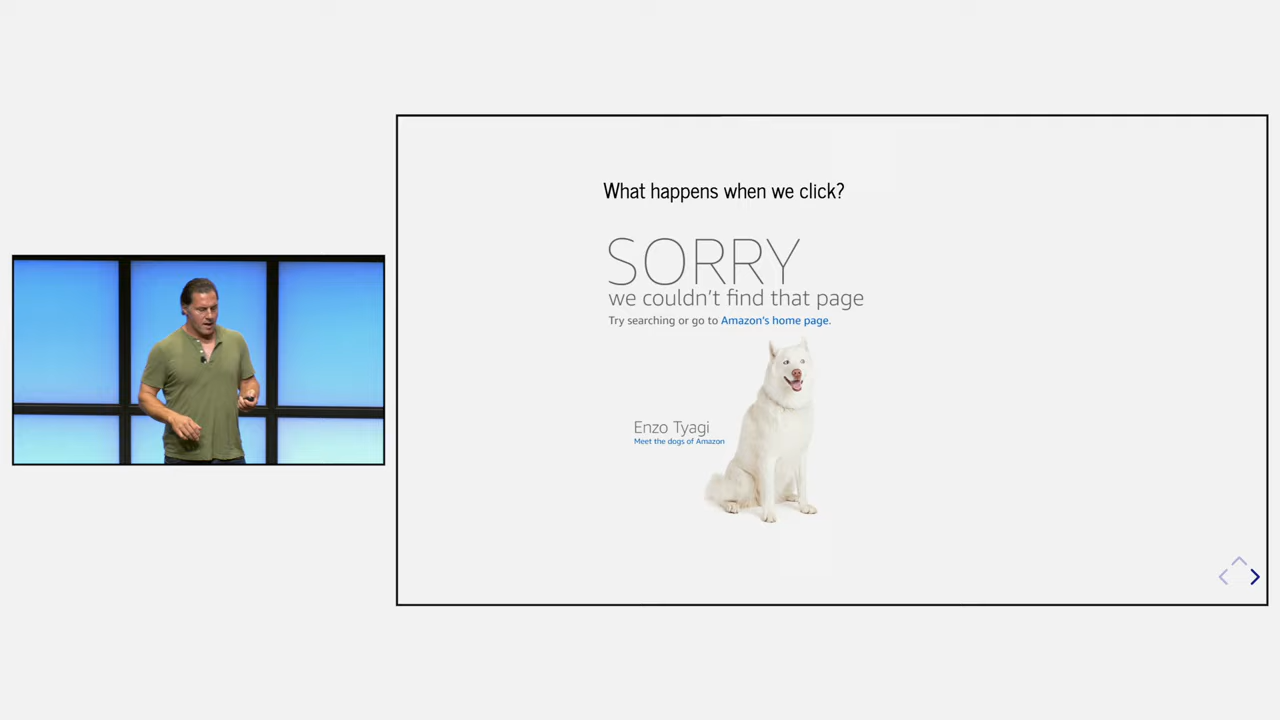 What happens when we click?
SORRY
we couldn't find that page
Try searching or go to Amazon's home page.
Enzo Tyagi
Meet the dogs of Amazon